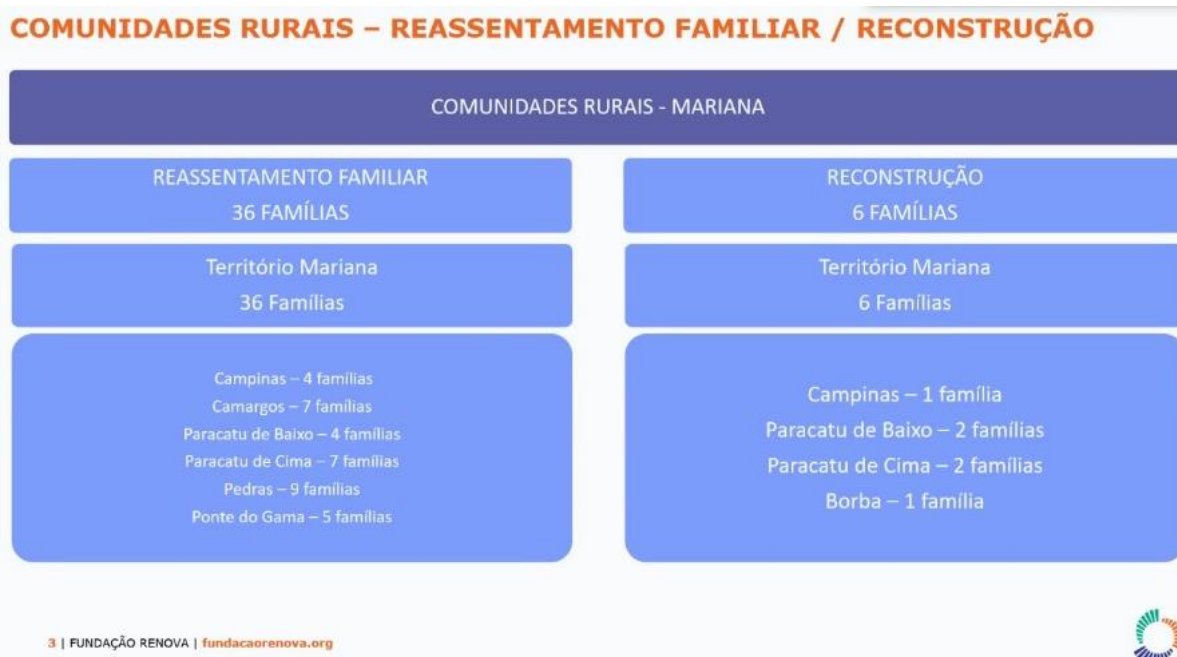 COMUNIDADES RURAIS – REASSENTAMENTO FAMILIAR / RECONSTRUÇÃO
COMUNIDADES RURAIS - MARIANA
REASSENTAMENTO FAMILIAR
36 FAMÍLIAS
Território Mariana
36 Famílias
Campinas – 4 famílias
Camargos – 7 famílias
Paracatu de Baixo – 4 famílias
Paracatu de Cima – 7 famílias
Pedras – 9 famílias
Ponte do Gama – 5 famílias
RECONSTRUÇÃO
6 FAMÍLIAS
Território Mariana
6 Famílias
Campinas – 1 família
Paracatu de Baixo – 2 famílias
Paracatu de Cima – 2 famílias
Borba – 1 família
3 | FUNDAÇÃO RENOVA | fundacaorenova.org